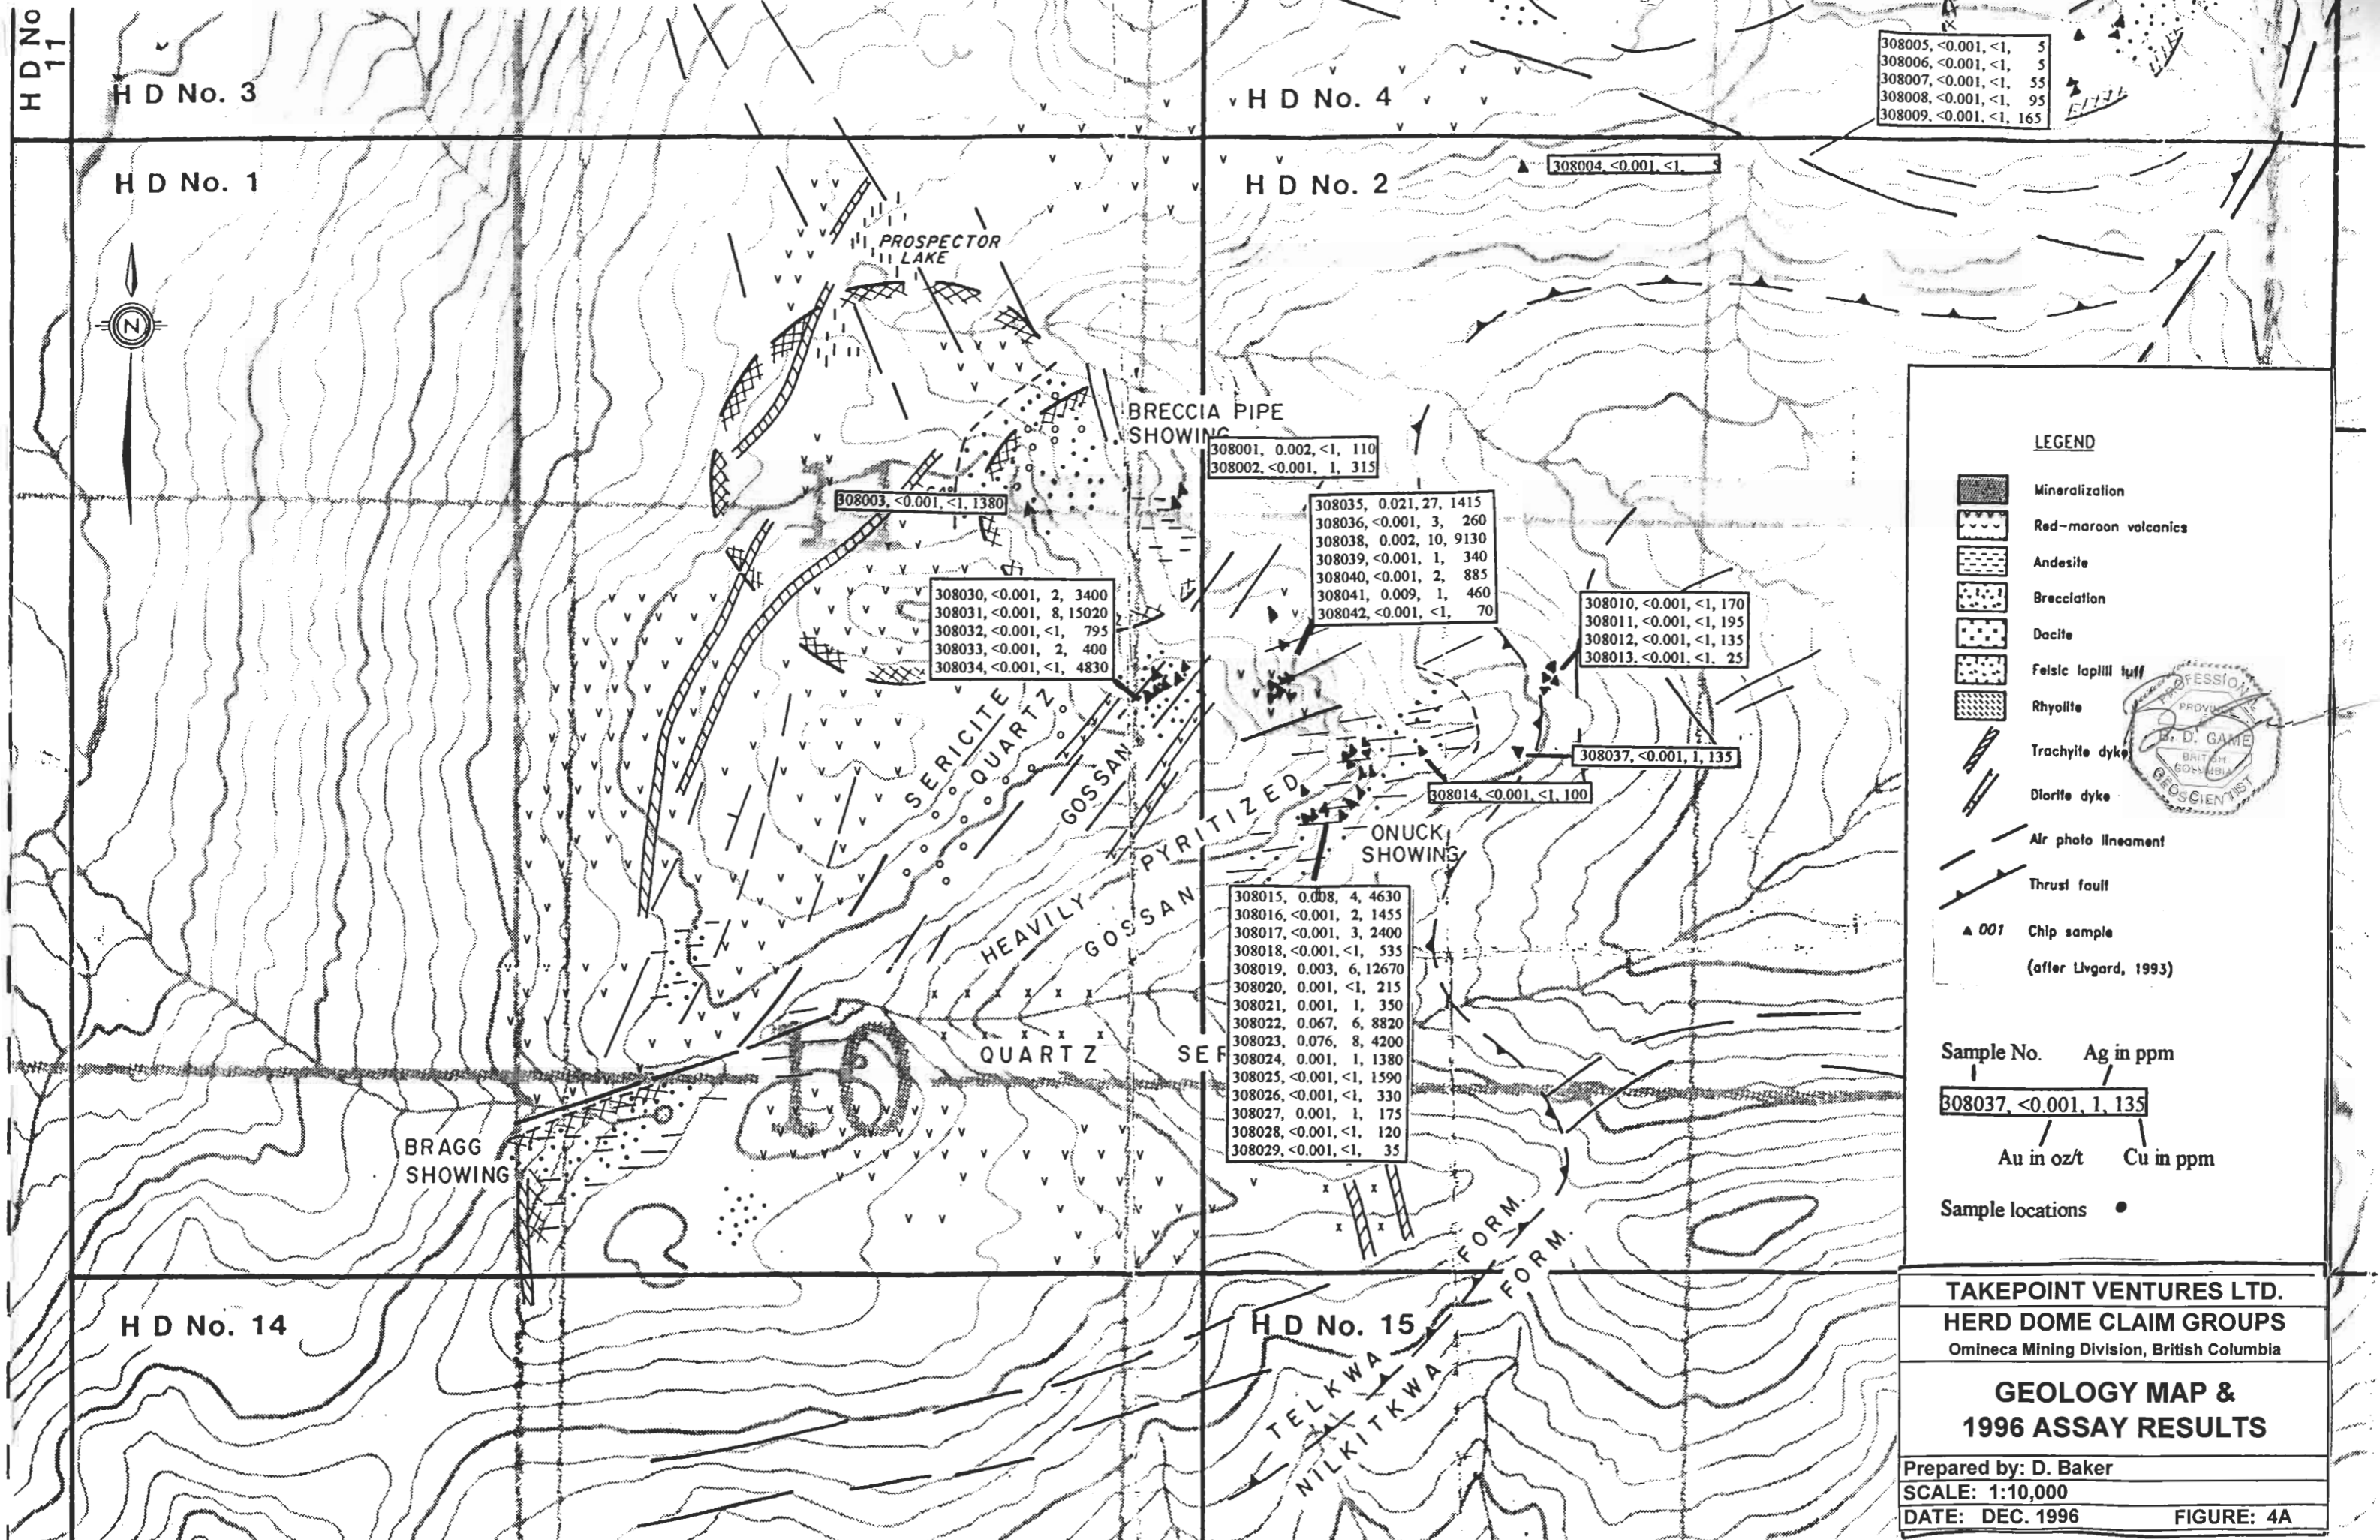 H D No
11
H D No. 3
H D No. 4
308005, <0.001, <1, 5
308006, <0.001, <1, 5
308007, <0.001, <1, 55
308008, <0.001, <1, 95
308009, <0.001, <1, 165
H D No. 1
H D No. 2
308004, <0.001, <1, 5
N
PROSPECTOR
LAKE
BRECCIA PIPE
SHOWING
308001, 0.002, <1, 110
308002, <0.001, 1, 315
11
308003, <0.001, <1, 1380
308035, 0.021, 27, 1415
308036, <0.001, 3, 260
308038, 0.002, 10, 9130
308039, <0.001, 1, 340
308040, <0.001, 2, 885
308041, 0.009, 1, 460
308042, <0.001, <1, 70
308030, <0.001, 2, 3400
308031, <0.001, 8, 15020
308032, <0.001, <1, 795
308033, <0.001, 2, 400
308034, <0.001, <1, 4830
308010, <0.001, <1, 170
308011, <0.001, <1, 195
308012, <0.001, <1, 135
308013, <0.001, <1, 25
SERICITE
QUARTZ
GOSSAN
308037, <0.001, 1, 135
308014, <0.001, <1, 100
HEAVILY PYRITIZED
GOSSAN
ONUCK
SHOWING
308015, 0.008, 4, 4630
308016, <0.001, 2, 1455
308017, <0.001, 3, 2400
308018, <0.001, <1, 535
308019, 0.003, 6, 12670
308020, 0.001, <1, 215
308021, 0.001, 1, 350
308022, 0.067, 6, 8820
308023, 0.076, 8, 4200
308024, 0.001, 1, 1380
308025, <0.001, <1, 1590
308026, <0.001, <1, 330
308027, 0.001, 1, 175
308028, <0.001, <1, 120
308029, <0.001, <1, 35
QUARTZ SER
10
BRAGG
SHOWING
TELKWA FORM.
NILKITKWA FORM.
H D No. 14
H D No. 15
LEGEND
Mineralization
Red-maroon volcanics
Andesite
Brecciation
Dacite
Felsic lapilli tuff
Rhyolite
Trachyite dyke
Diorite dyke
Air photo lineament
Thrust fault
001 Chip sample
(after Livgard, 1993)
PROFESSIONAL
PROVINCE
B. D. GAME
BRITISH
COLUMBIA
GEOSCIENTIST
Sample No. Ag in ppm
308037, <0.001, 1, 135
Au in oz/t Cu in ppm
Sample locations
TAKEPOINT VENTURES LTD.
HERD DOME CLAIM GROUPS
Omineca Mining Division, British Columbia
GEOLOGY MAP &
1996 ASSAY RESULTS
Prepared by: D. Baker
SCALE: 1:10,000
DATE: DEC. 1996 FIGURE: 4A